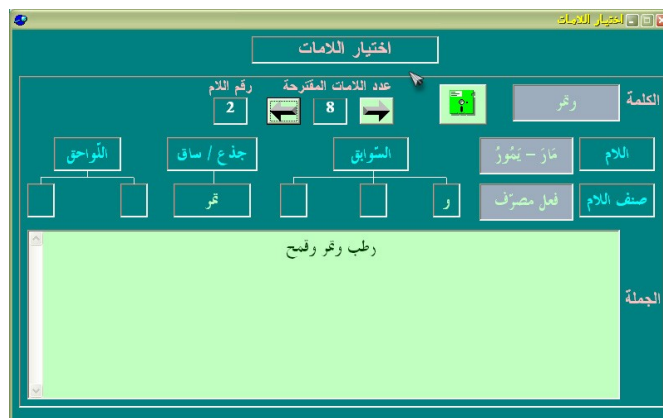 اختيار اللامات
اختيار اللامات
عدد اللامات المقترحة
رقم اللام
الكلمة
وتمر
8
2
اللام
مَارَ – يَمُورُ
السّوابق
جذع / ساق
اللّواحق
صنف اللام
فعل مصرّف
و
تمر
الجملة
رطب وتمر وقمح